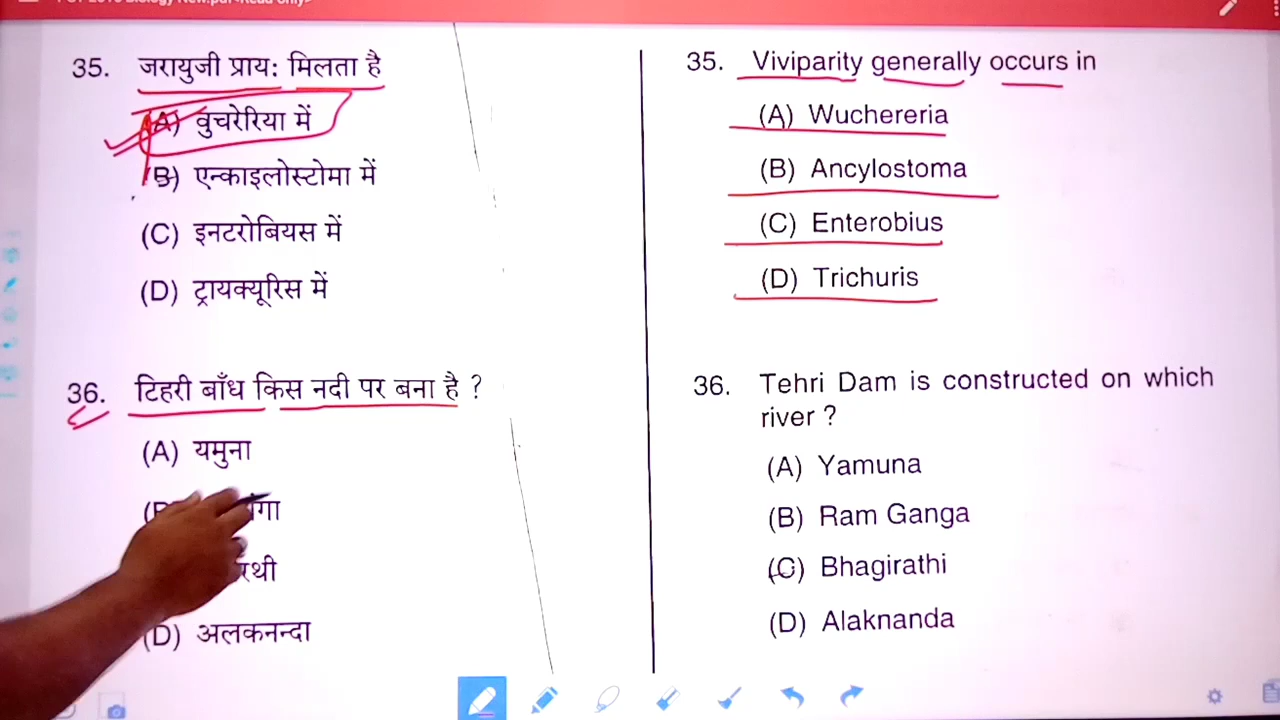 35. जरायुजी प्रायः मिलता है
(A) वुचरेरिया में
(B) एन्काइलोस्टोमा में
(C) इनटरोबियस में
(D) ट्रायक्यूरिस में
36. टिहरी बाँध किस नदी पर बना है ?
(A) यमुना
(D) अलकनन्दा
35. Viviparity generally occurs in
(A) Wuchereria
(B) Ancylostoma
(C) Enterobius
(D) Trichuris
36. Tehri Dam is constructed on which
river ?
(A) Yamuna
(B) Ram Ganga
(C) Bhagirathi
(D) Alaknanda